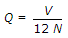 Q = V / 12 N